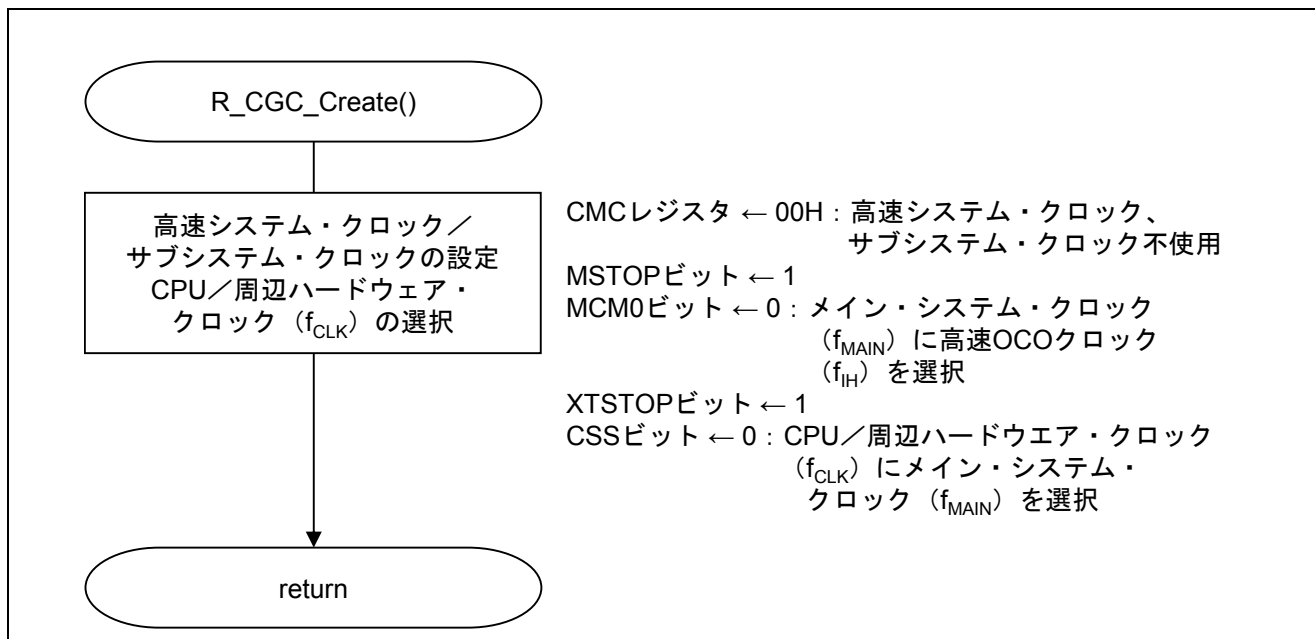 R_CGC_Create()
高速システム・クロック／
サブシステム・クロックの設定
CPU／周辺ハードウェア・
クロック（fCLK）の選択
CMCレジスタ ← 00H：高速システム・クロック、
サブシステム・クロック不使用
MSTOPビット ← 1
MCM0ビット ← 0：メイン・システム・クロック
（fMAIN）に高速OCOクロック
（fIH）を選択
XTSTOPビット ← 1
CSSビット ← 0：CPU／周辺ハードウエア・クロック
（fCLK）にメイン・システム・
クロック（fMAIN）を選択
return